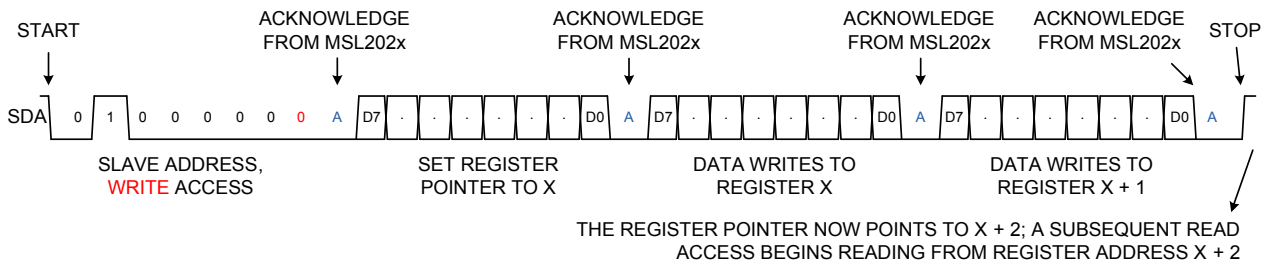 START
ACKNOWLEDGE
FROM MSL202x
ACKNOWLEDGE
FROM MSL202x
ACKNOWLEDGE
FROM MSL202x
ACKNOWLEDGE
FROM MSL202x
STOP
SDA 0 1 0 0 0 0 0 0 A D7 · · · · · · D0 A D7 · · · · · · D0 A D7 · · · · · · D0 A
SLAVE ADDRESS,
WRITE ACCESS
SET REGISTER
POINTER TO X
DATA WRITES TO
REGISTER X
DATA WRITES TO
REGISTER X + 1
THE REGISTER POINTER NOW POINTS TO X + 2; A SUBSEQUENT READ
ACCESS BEGINS READING FROM REGISTER ADDRESS X + 2